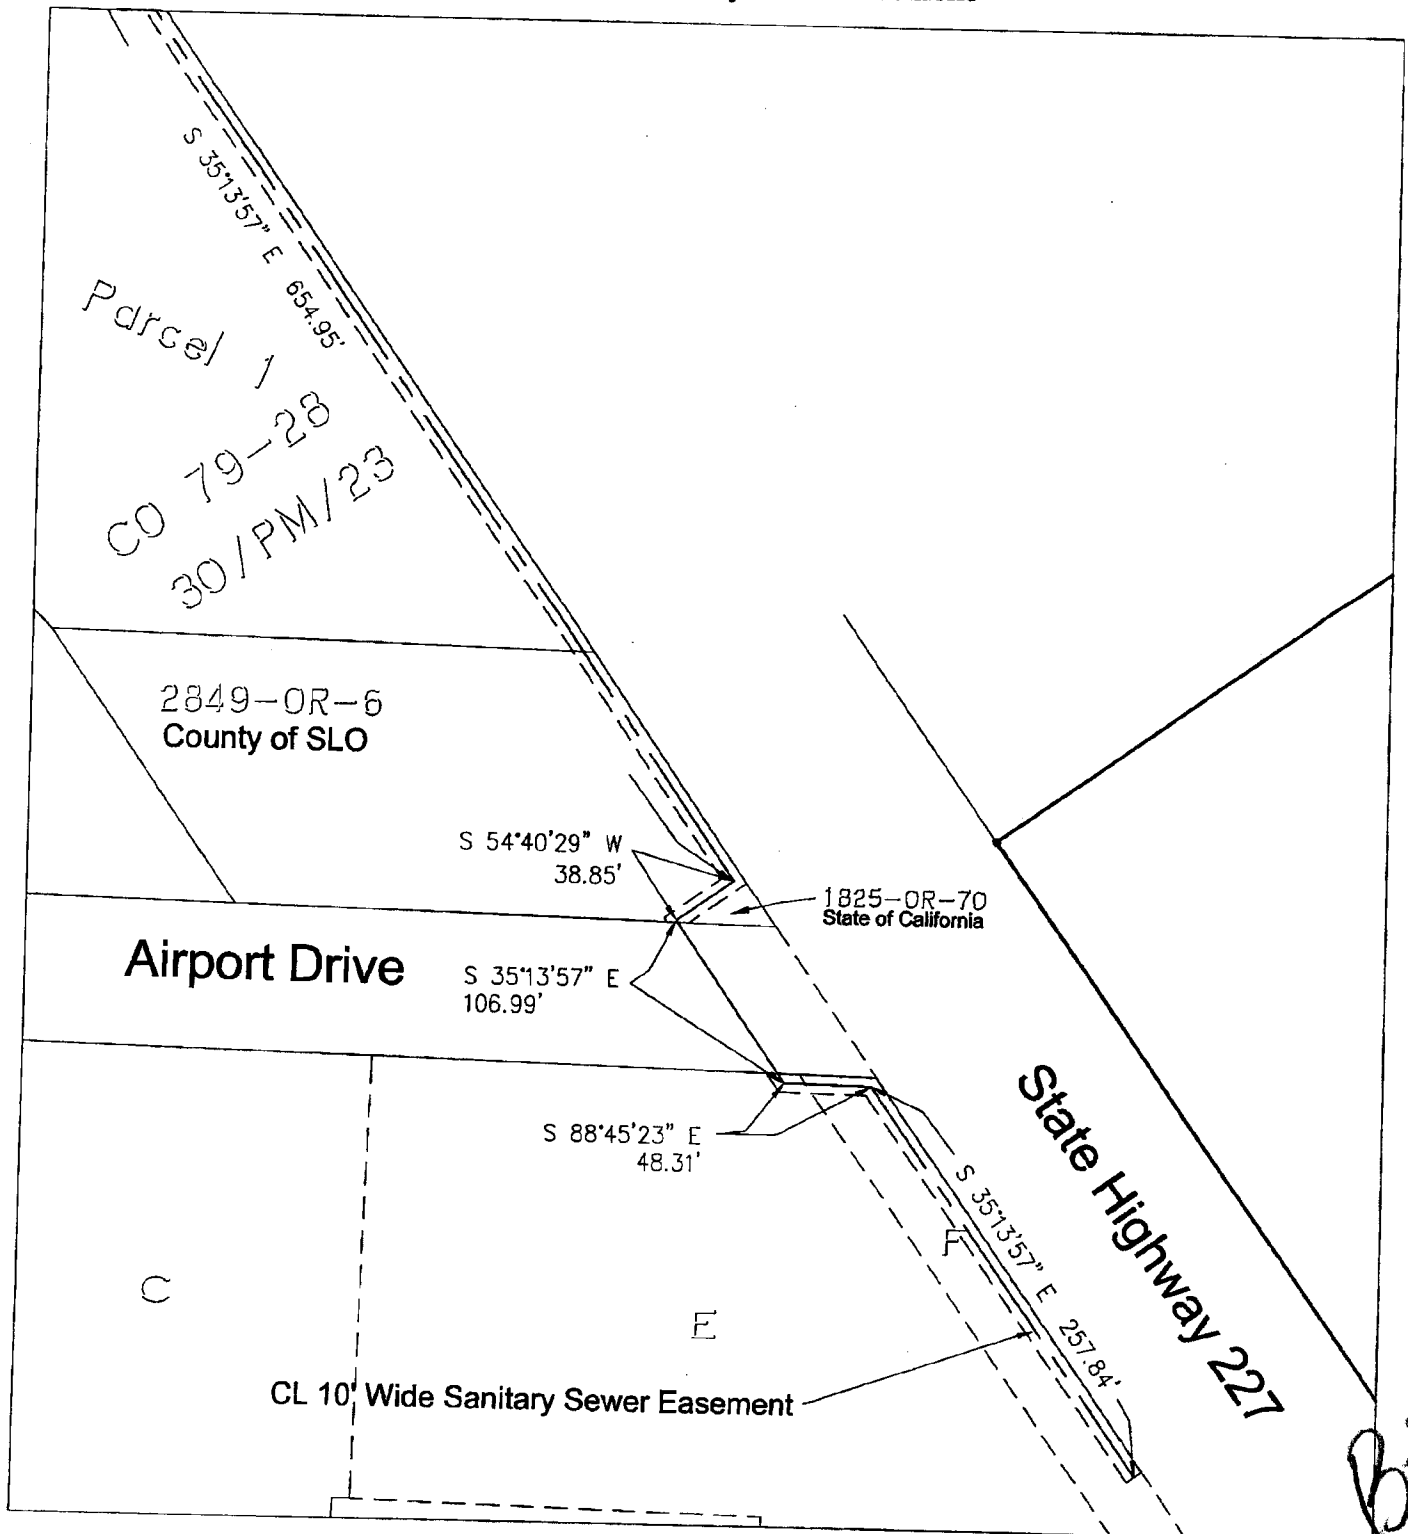 S 35°13'57" E 654.95'
Parcel 1
CO 79-28
30/PM/23
2849-OR-6
County of SLO
S 54°40'29" W
38.85'
1825-OR-70
State of California
Airport Drive
S 35°13'57" E
106.99'
S 88°45'23" E
48.31'
S 35°13'57" E 257.84'
State Highway 227
F
C
E
CL 10' Wide Sanitary Sewer Easement
B